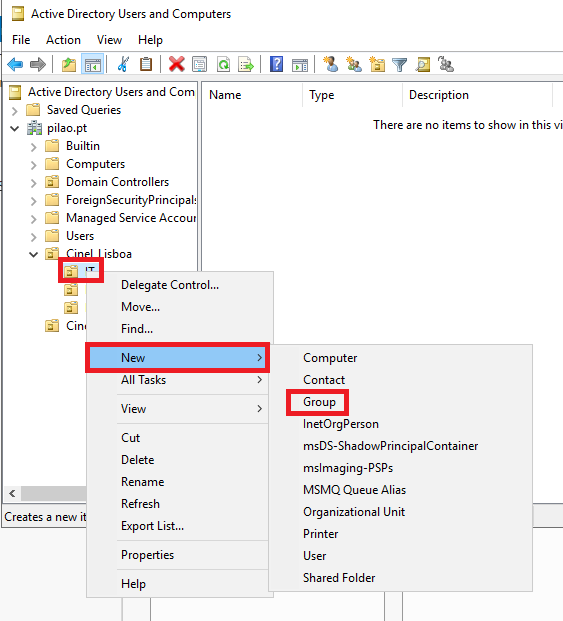 Active Directory Users and Computers
File Action View Help
Active Directory Users and Com
Saved Queries
pilao.pt
Builtin
Computers
Domain Controllers
ForeignSecurityPrincipals
Managed Service Accour
Users
Cinel_Lisboa
IT
Cine
Name Type Description
There are no items to show in this vi
Delegate Control...
Move...
Find...
New
All Tasks
View
Cut
Delete
Rename
Refresh
Export List...
Properties
Help
Computer
Contact
Group
InetOrgPerson
msDS-ShadowPrincipalContainer
msImaging-PSPs
MSMQ Queue Alias
Organizational Unit
Printer
User
Shared Folder
Creates a new it